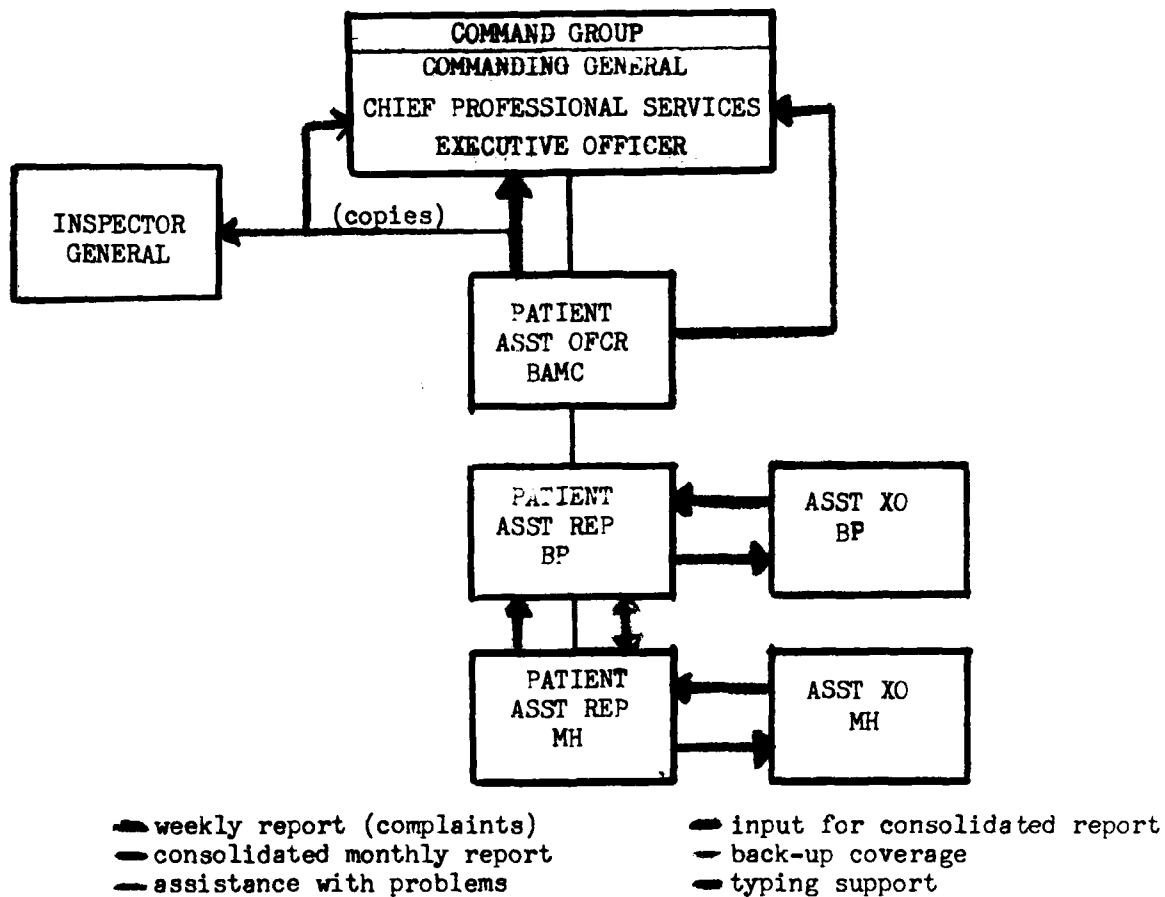 COMMAND GROUP
COMMANDING GENERAL
CHIEF PROFESSIONAL SERVICES
EXECUTIVE OFFICER
INSPECTOR
GENERAL
(copies)
PATIENT
ASST OFCR
BAMC
PATIENT
ASST REP
BP
ASST XO
BP
PATIENT
ASST REP
MH
ASST XO
MH
weekly report (complaints)
consolidated monthly report
assistance with problems
input for consolidated report
back-up coverage
typing support